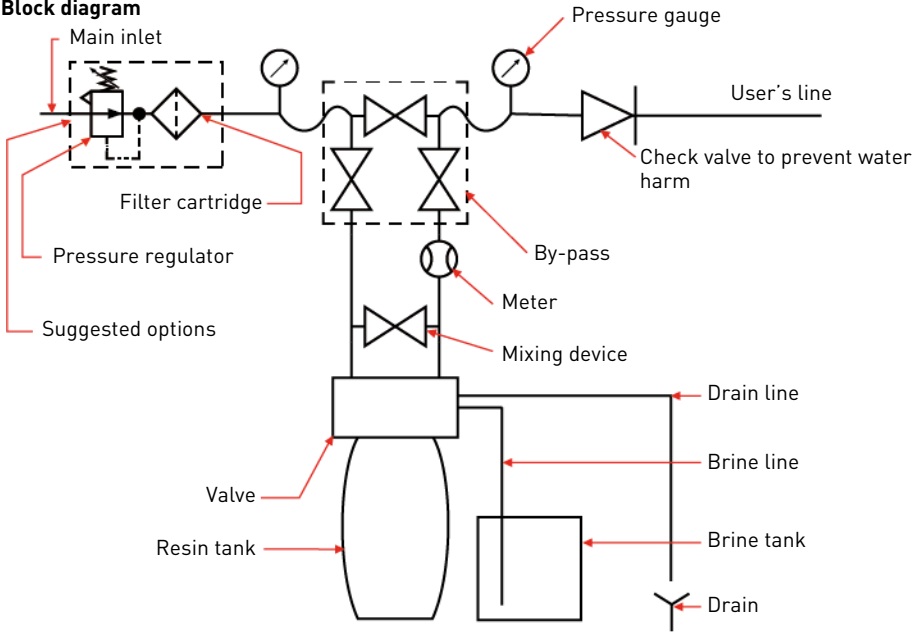 Block diagram
Main inlet
Pressure gauge
User's line
Check valve to prevent water
harm
Filter cartridge
Pressure regulator
By-pass
Meter
Suggested options
Mixing device
Drain line
Brine line
Valve
Resin tank
Brine tank
Drain